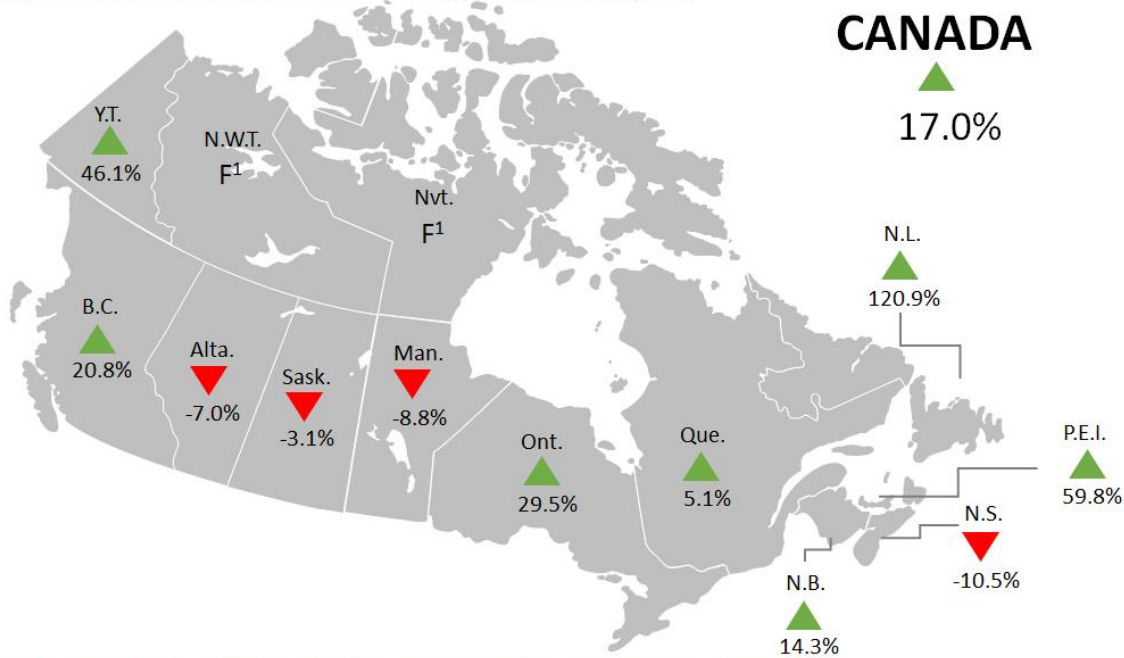 CANADA
17.0%
Y.T.
46.1%
N.W.T.
F¹
Nvt.
F¹
N.L.
120.9%
B.C.
20.8%
Alta.
-7.0%
Sask.
-3.1%
Man.
-8.8%
Ont.
29.5%
Que.
5.1%
P.E.I.
59.8%
N.S.
-10.5%
N.B.
14.3%